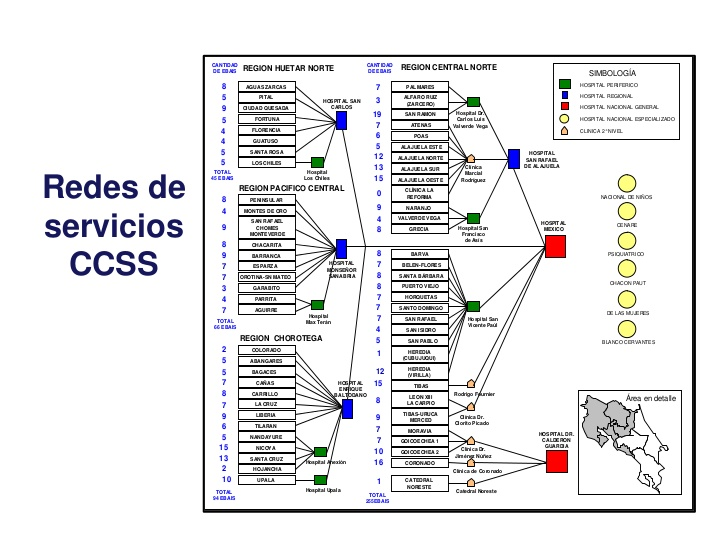 Redes de
servicios
CCSS
CANTIDAD
DE EBAIS
REGION HUETAR NORTE
8 AGUAS ZARCAS
5 PITAL
9 CIUDAD QUESADA
5 FORTUNA
4 FLORENCIA
4 GUATUSO
5 SANTA ROSA
5 LOS CHILES
HOSPITAL SAN
CARLOS
Hospital
Los Chiles
TOTAL
45 EBAIS
REGION PACIFICO CENTRAL
8 PENINSULAR
4 MONTES DE ORO
9 SAN RAFAEL
CHOMES
MONTEVERDE
8 CHACARITA
9 BARRANCA
7 ESPARZA
7 OROTINA-SN MATEO
3 GARABITO
4 PARRITA
7 AGUIRRE
HOSPITAL
MONSEÑOR
SANABRIA
Hospital
Max Teran
TOTAL
66 EBAIS
REGION CHOROTEGA
2 COLORADO
5 ABANGARES
5 BAGACES
7 CAÑAS
8 CARRILLO
7 LA CRUZ
9 LIBERIA
6 TILARAN
5 NANDAYURE
15 NICOYA
13 SANTA CRUZ
2 HOJANCHA
10 UPALA
HOSPITAL
ENRIQUE
BALTODANO
Hospital Anexión
Hospital Upala
TOTAL
94 EBAIS
CANTIDAD
DE EBAIS
REGION CENTRAL NORTE
7 PALMARES
3 ALFARO RUIZ
(ZARCERO)
19 SAN RAMON
7 ATENAS
6 POAS
5 ALAJUELA ESTE
12 ALAJUELA NORTE
13 ALAJUELA SUR
15 ALAJUELA OESTE
0 CLÍNICA LA
REFORMA
9 NARANJO
4 VALVERDE VEGA
8 GRECIA
Hospital Dr.
Carlos Luis
Valverde Vega
Clínica
Marcial
Rodríguez
Hospital San
Francisco
de Asís
HOSPITAL
SAN RAFAEL
DE ALAJUELA
HOSPITAL
MEXICO
8 BARVA
7 BELEN-FLORES
8 SANTA BÁRBARA
8 PUERTO VIEJO
7 HORQUETAS
7 SANTO DOMINGO
7 SAN RAFAEL
4 SAN ISIDRO
5 SAN PABLO
1 HEREDIA
(CUBUJUQUI)
12 HEREDIA
(VIRILLA)
15 TIBAS
8 LEON XIII
LA CARPIO
9 TIBAS-URUCA
MERCED
7 MORAVIA
7 GOICOECHEA 1
10 GOICOECHEA 2
16 CORONADO
1 CATEDRAL
NORESTE
Hospital San
Vicente Paúl
Rodrigo Fournier
Clínica Dr.
Clorito Picado
Clínica Dr.
Jiménez Núñez
Clínica de Coronado
Catedral Noreste
HOSPITAL DR.
CALDERON
GUARDIA
TOTAL
255EBAIS
SIMBOLOGÍA
HOSPITAL PERIFERICO
HOSPITAL REGIONAL
HOSPITAL NACIONAL GENERAL
HOSPITAL NACIONAL ESPECIALIZADO
CLINICA 2º NIVEL
NACIONAL DE NIÑOS
CENARE
PSIQUIATRICO
CHACON PAUT
DE LAS MUJERES
BLANCO CERVANTES
Área en detalle